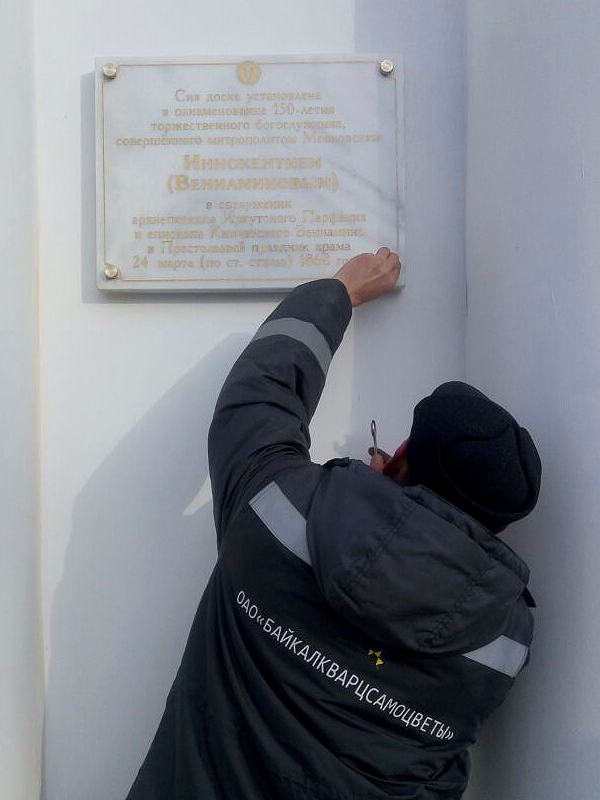 Сия доска установлена
в ознаменование 150-летия
торжественного богослужения,
совершённого митрополитом Московским
Иннокентием
(Вениаминовым)
в сослужении
архиепископа Иркутского Парфения
и епископа Камчатского Вениамина
в Престольный праздник храма
24 марта (по ст. стилю) 1868
ОАО «БАЙКАЛКВАРЦСАМОЦВЕТЫ»